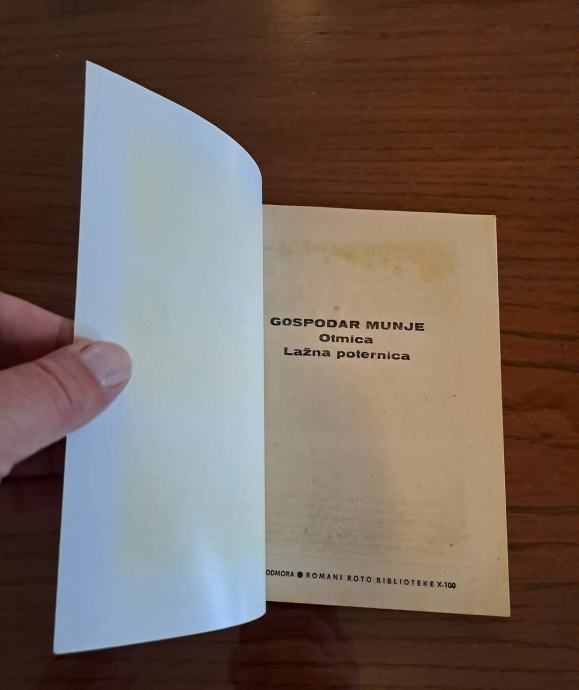 GOSPODAR MUNJE
Otmica
Lažna poternica
ODMORA ● ROMANI ROTO BIBLIOTEKE X-100